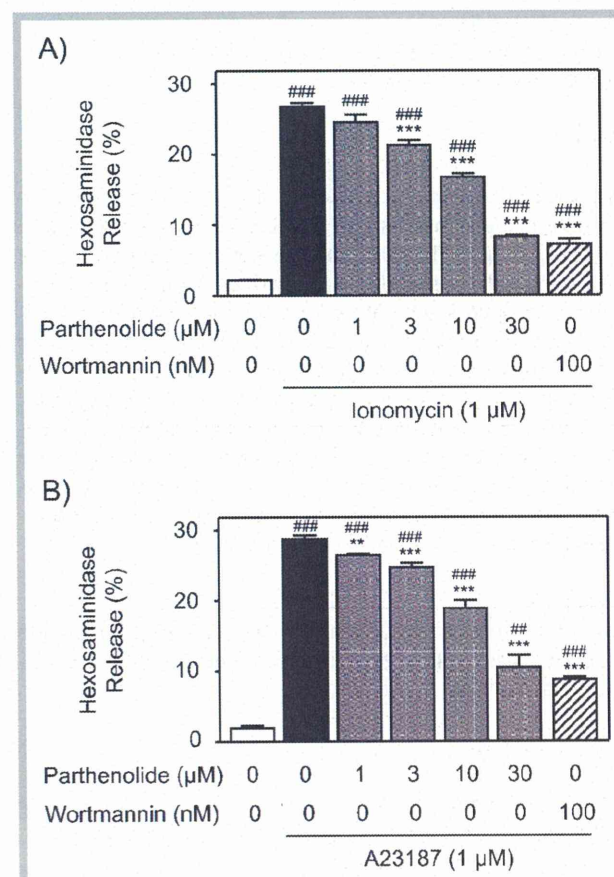 A)
30
20
10
0
Hexosaminidase
Release (%)
###
###
###
***
###
***
###
***
###
***
Parthenolide (µM) 0 0 1 3 10 30 0
Wortmannin (nM) 0 0 0 0 0 0 100
Ionomycin (1 µM)
B)
30
20
10
0
Hexosaminidase
Release (%)
###
###
**
###
***
###
***
##
***
###
***
Parthenolide (µM) 0 0 1 3 10 30 0
Wortmannin (nM) 0 0 0 0 0 0 100
A23187 (1 µM)